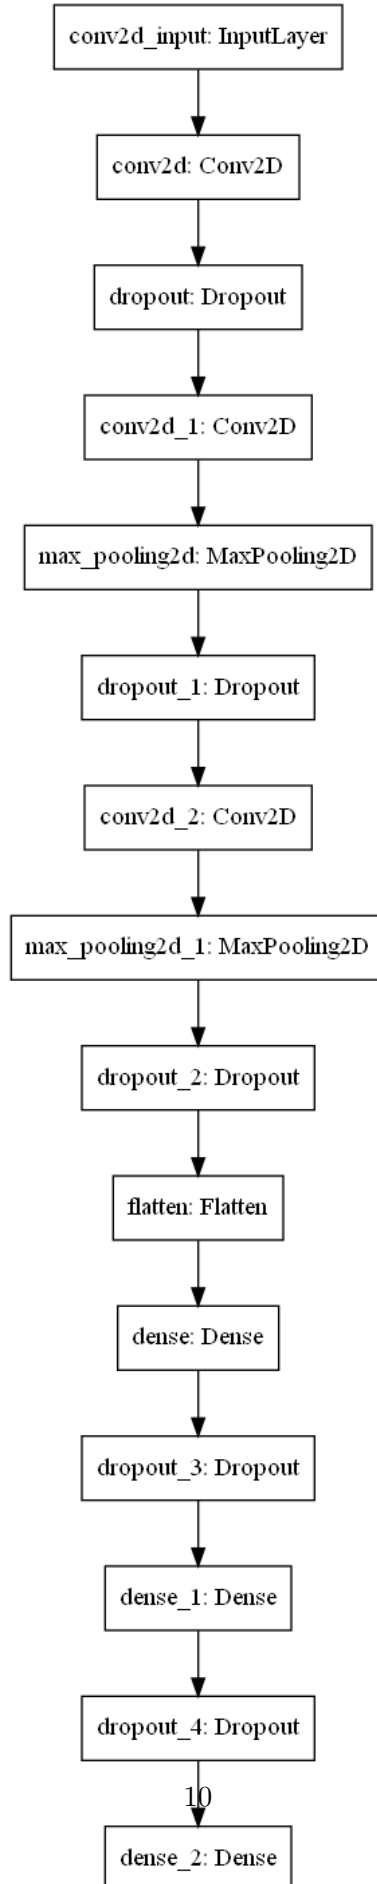 conv2d_input: InputLayer
conv2d: Conv2D
dropout: Dropout
conv2d_1: Conv2D
max_pooling2d: MaxPooling2D
dropout_1: Dropout
conv2d_2: Conv2D
max_pooling2d_1: MaxPooling2D
dropout_2: Dropout
flatten: Flatten
dense: Dense
dropout_3: Dropout
dense_1: Dense
dropout_4: Dropout
10
dense_2: Dense